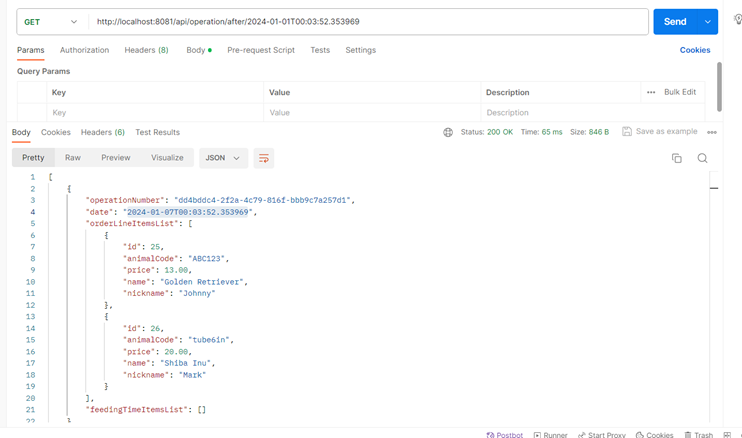 GET http://localhost:8081/api/operation/after/2024-01-01T00:03:52.353969 Send
Params Authorization Headers (8) Body Pre-request Script Tests Settings Cookies
Query Params
Key Value Description ••• Bulk Edit
Key Value Description
Body Cookies Headers (6) Test Results Status: 200 OK Time: 65 ms Size: 846 B Save as example •••
Pretty Raw Preview Visualize JSON
1 [
2 {
3 "operationNumber": "dd4bddc4-2f2a-4c79-816f-bbb9c7a257d1",
4 "date": "2024-01-07T00:03:52.353969",
5 "orderLineItemsList": [
6 {
7 "id": 25,
8 "animalCode": "ABC123",
9 "price": 13.00,
10 "name": "Golden Retriever",
11 "nickname": "Johnny"
12 },
13 {
14 "id": 26,
15 "animalCode": "tube6in",
16 "price": 20.00,
17 "name": "Shiba Inu",
18 "nickname": "Mark"
19 }
20 ],
21 "feedingTimeItemsList": []
22 }
Postbot Runner Start Proxy Cookies Trash